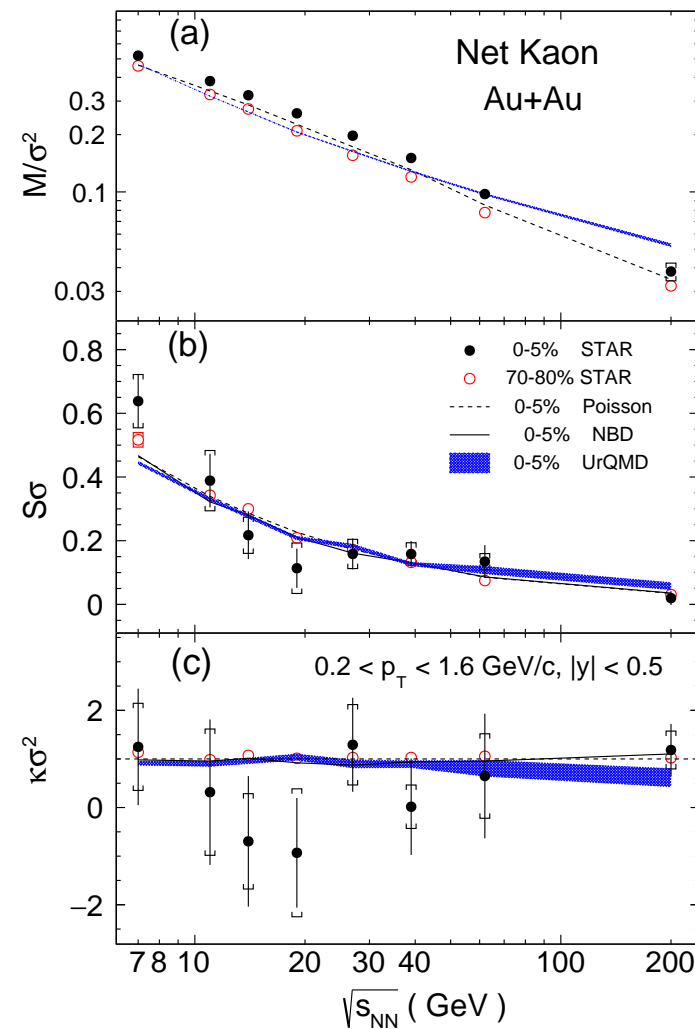 (a)
Net Kaon
Au+Au
M/σ²
0.3
0.2
0.1
0.03
(b)
0-5% STAR
70-80% STAR
0-5% Poisson
0-5% NBD
0-5% UrQMD
Sσ
0.8
0.6
0.4
0.2
0
(c)
0.2 < p_T < 1.6 GeV/c, |y| < 0.5
κσ²
2
1
0
−2
7 8 10 20 30 40 100 200
√s_NN ( GeV )